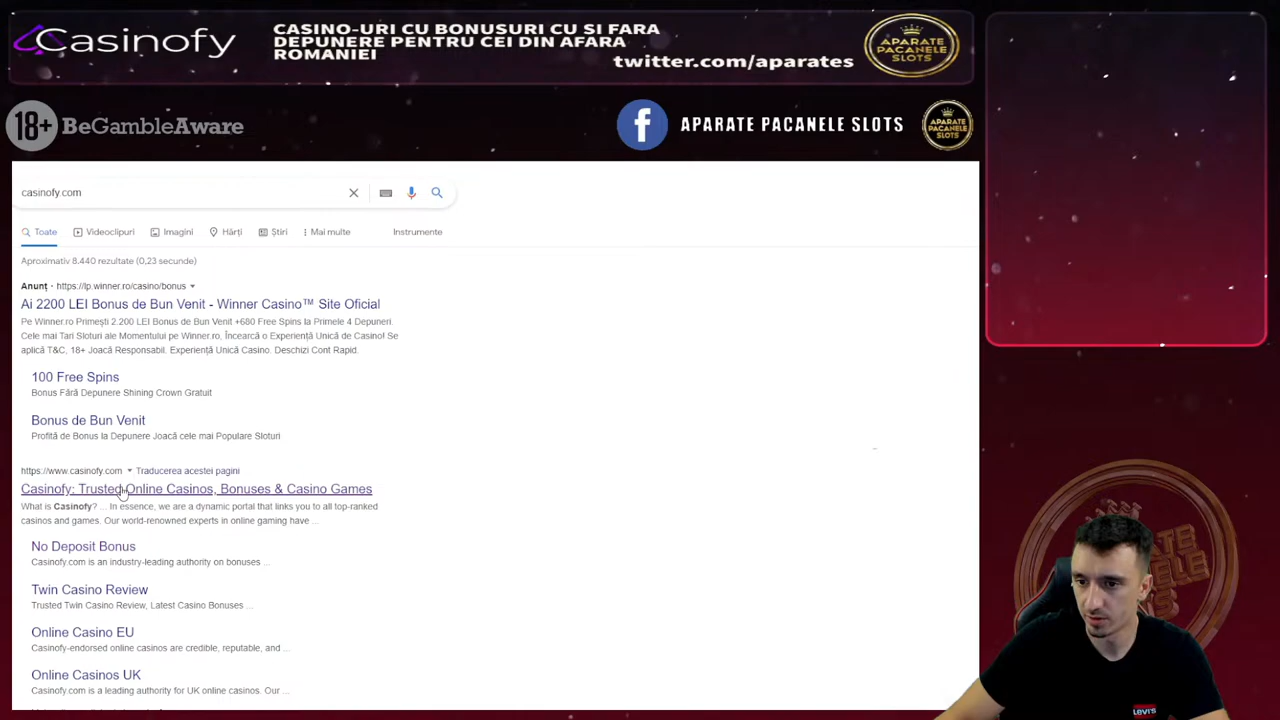 Casinofy
CASINO-URI CU BONUSURI CU SI FARA
DEPUNERE PENTRU CEI DIN AFARA
ROMANIEI
twitter.com/aparates
APARATE
PACANELE
SLOTS
18+ BeGambleAware
f APARATE PACANELE SLOTS
APARATE
PACANELE
SLOTS
casinofy.com
Toate Videoclipuri Imagini Hărți Știri Mai multe Instrumente
Aproximativ 8.440 rezultate (0,23 secunde)
Anunț · https://lp.winner.ro/casino/bonus
Ai 2200 LEI Bonus de Bun Venit - Winner Casino™ Site Oficial
Pe Winner.ro Primești 2.200 LEI Bonus de Bun Venit +680 Free Spins la Primele 4 Depuneri.
Cele mai Tari Sloturi ale Momentului pe Winner.ro, Încearcă o Experiență Unică de Casino! Se
aplică T&C, 18+ Joacă Responsabil. Experiență Unică Casino. Deschizi Cont Rapid.
100 Free Spins
Bonus Fără Depunere Shining Crown Gratuit
Bonus de Bun Venit
Profită de Bonus la Depunere Joacă cele mai Populare Sloturi
https://www.casinofy.com Traducerea acestei pagini
Casinofy: Trusted Online Casinos, Bonuses & Casino Games
What is Casinofy? ... In essence, we are a dynamic portal that links you to all top-ranked
casinos and games. Our world-renowned experts in online gaming have ...
No Deposit Bonus
Casinofy.com is an industry-leading authority on bonuses ...
Twin Casino Review
Trusted Twin Casino Review, Latest Casino Bonuses ...
Online Casino EU
Casinofy-endorsed online casinos are credible, reputable, and ...
Online Casinos UK
Casinofy.com is a leading authority for UK online casinos. Our ...
Levi's